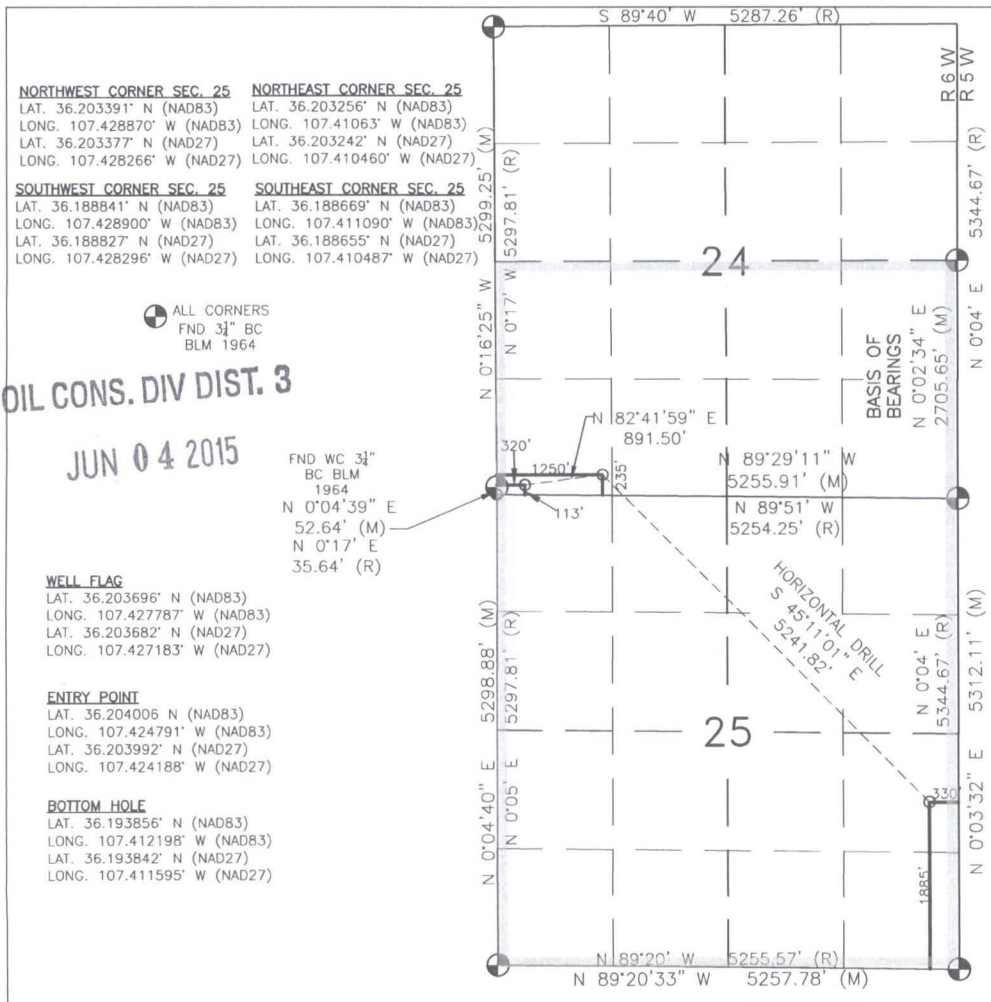 S 89°40' W 5287.26' (R)
R 6 W
R 5 W
NORTHWEST CORNER SEC. 25
LAT. 36.203391° N (NAD83)
LONG. 107.428870° W (NAD83)
LAT. 36.203377° N (NAD27)
LONG. 107.428266° W (NAD27)
NORTHEAST CORNER SEC. 25
LAT. 36.203256° N (NAD83)
LONG. 107.41063° W (NAD83)
LAT. 36.203242° N (NAD27)
LONG. 107.410460° W (NAD27)
SOUTHWEST CORNER SEC. 25
LAT. 36.188841° N (NAD83)
LONG. 107.428900° W (NAD83)
LAT. 36.188827° N (NAD27)
LONG. 107.428296° W (NAD27)
SOUTHEAST CORNER SEC. 25
LAT. 36.188669° N (NAD83)
LONG. 107.411090° W (NAD83)
LAT. 36.188655° N (NAD27)
LONG. 107.410487° W (NAD27)
N 0°16'25" W 5299.25' (M)
N 0°17' W 5297.81' (R)
N 0°04' E 5344.67' (R)
24
ALL CORNERS
FND 3¼" BC
BLM 1964
OIL CONS. DIV DIST. 3
JUN 04 2015
BASIS OF
BEARINGS
N 0°02'34" E
2705.65' (M)
N 82°41'59" E
891.50'
320'
1250'
235'
113'
FND WC 3¼"
BC BLM
1964
N 0°04'39" E
52.64' (M)
N 0°17' E
35.64' (R)
N 89°29'11" W
5255.91' (M)
N 89°51' W
5254.25' (R)
WELL FLAG
LAT. 36.203696° N (NAD83)
LONG. 107.427787° W (NAD83)
LAT. 36.203682° N (NAD27)
LONG. 107.427183° W (NAD27)
HORIZONTAL DRILL
S 45°11'01" E
5241.82'
N 0°04'40" E 5298.88' (M)
N 0°05' E 5297.81' (R)
N 0°04' E
5344.67' (R)
N 0°03'32" E 5312.11' (M)
ENTRY POINT
LAT. 36.204006 N (NAD83)
LONG. 107.424791° W (NAD83)
LAT. 36.203992° N (NAD27)
LONG. 107.424188° W (NAD27)
25
BOTTOM HOLE
LAT. 36.193856° N (NAD83)
LONG. 107.412198° W (NAD83)
LAT. 36.193842° N (NAD27)
LONG. 107.411595° W (NAD27)
330'
1885'
N 89°20' W 5255.57' (R)
N 89°20'33" W 5257.78' (M)